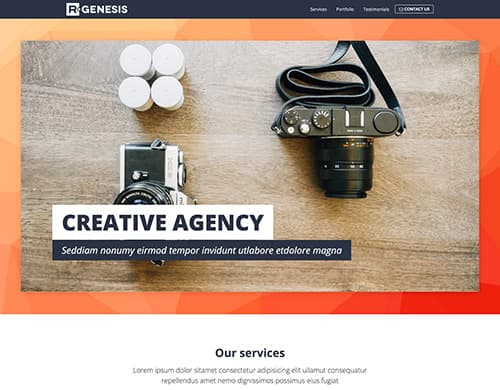 R-GENESIS
Services Portfolio Testimonials CONTACT US
CREATIVE AGENCY
Seddiam nonumy eirmod tempor invidunt utlabore etdolore magna
Our services
Lorem ipsum dolor sitamet consectetur adipisicing elit usmod consequatur
repellendus amet nemo dignissimos possimus eius fugiat